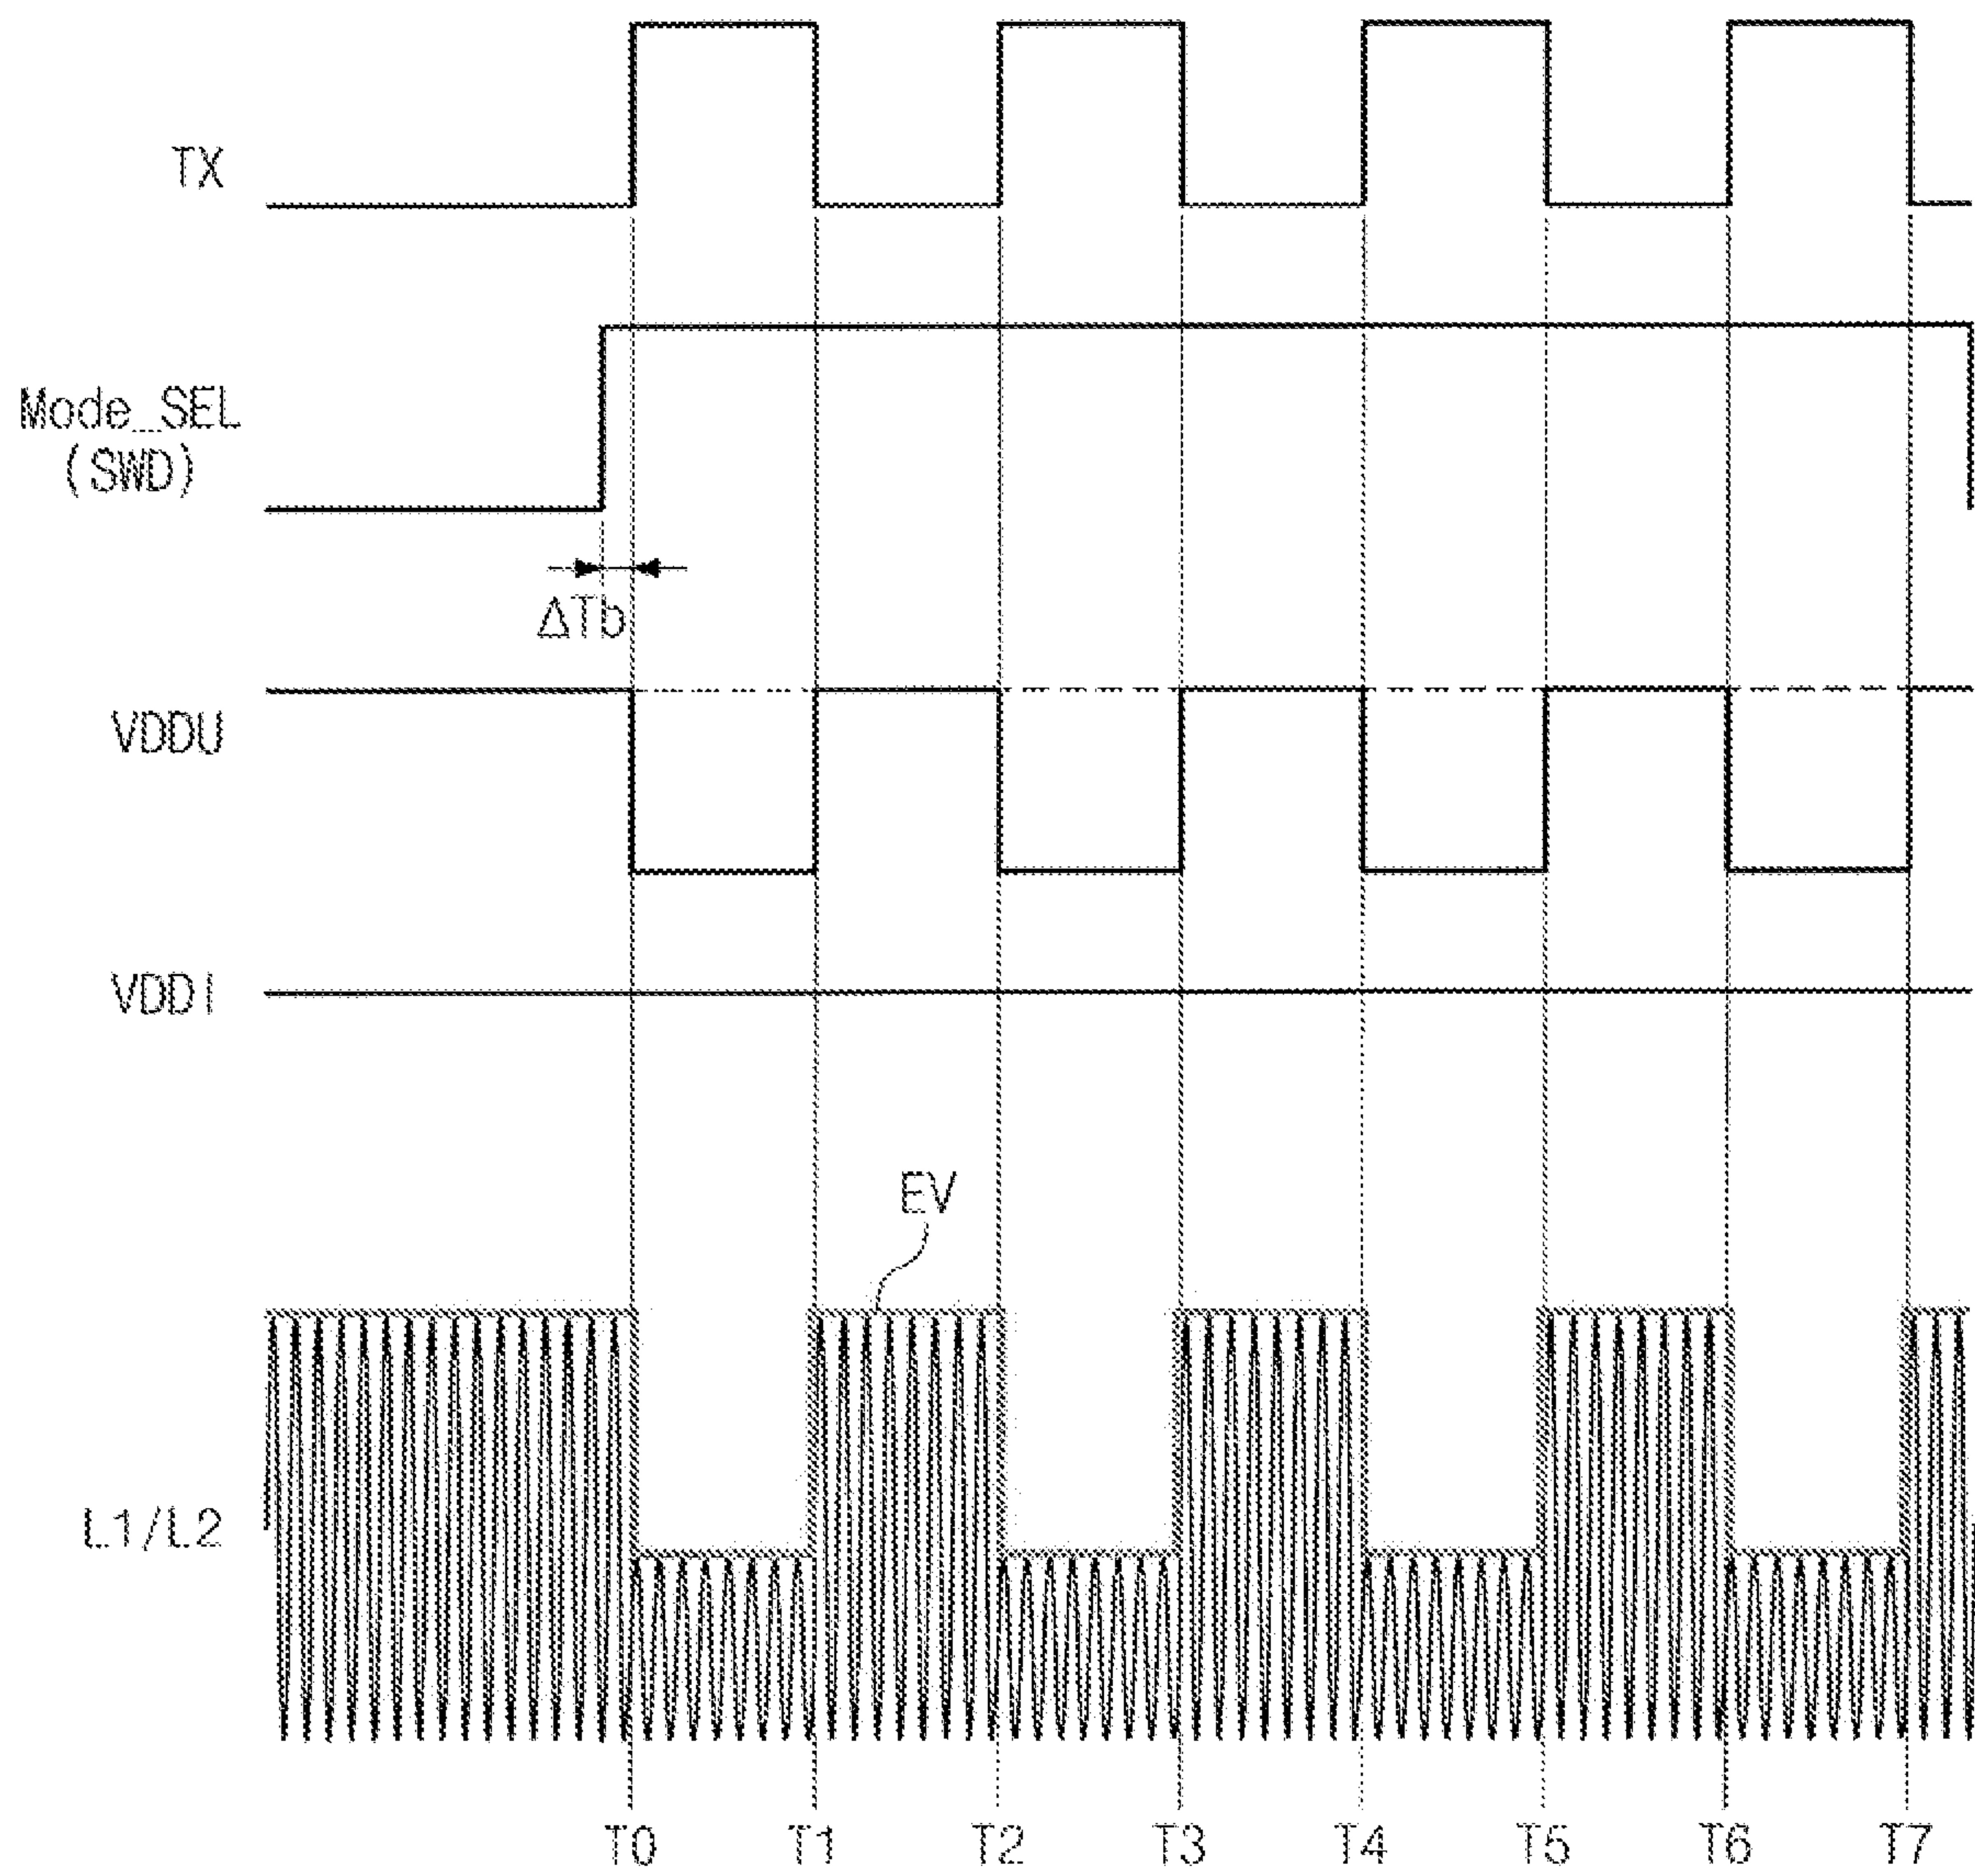 TX
Mode_SEL
(SWD)
ΔTb
VDDU
VDDI
EV
L1/L2
T0 T1 T2 T3 T4 T5 T6 T7